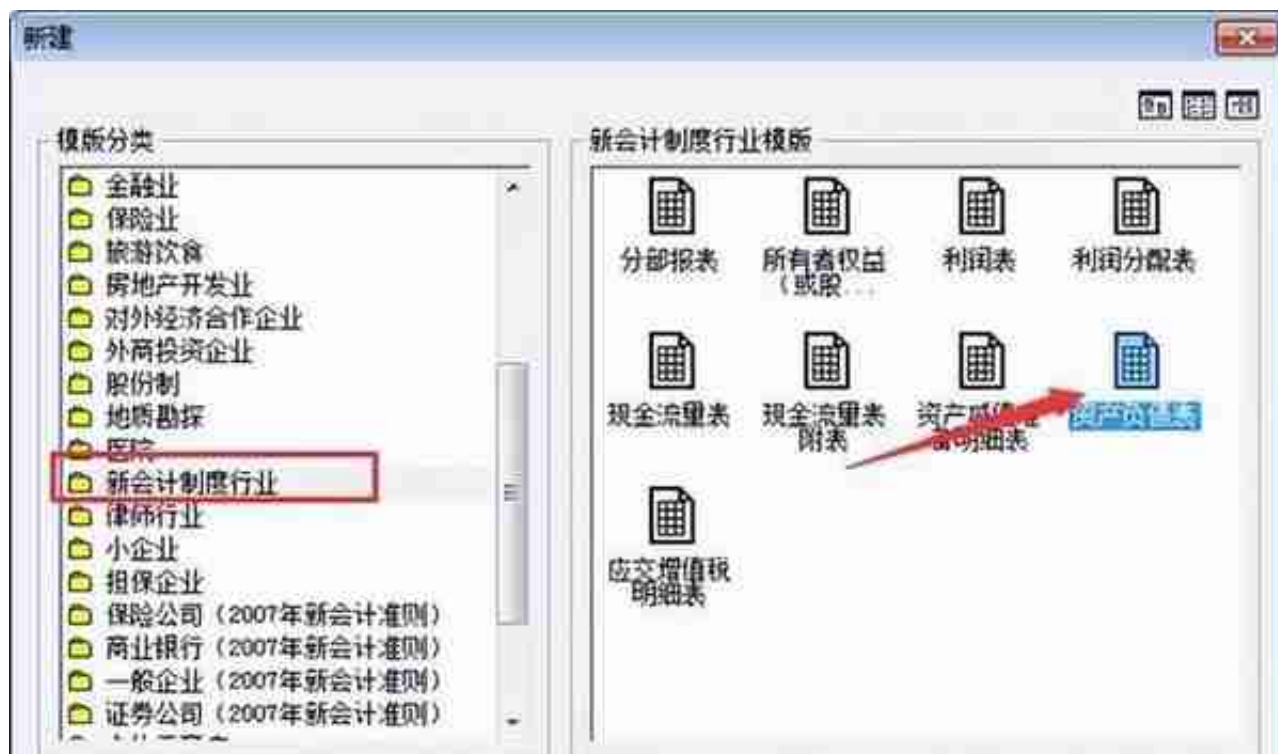 新建
模版分类
新会计制度行业模版
金融业
保险业
旅游饮食
房地产开发业
对外经济合作企业
外商投资企业
股份制
地质勘探
医院
新会计制度行业
律师行业
小企业
担保企业
保险公司（2007年新会计准则）
商业银行（2007年新会计准则）
一般企业（2007年新会计准则）
证券公司（2007年新会计准则）
分部报表
所有者权益
（或股...
利润表
利润分配表
现金流量表
现金流量表
附表
资产减值准
备明细表
资产负债表
应交增值税
明细表